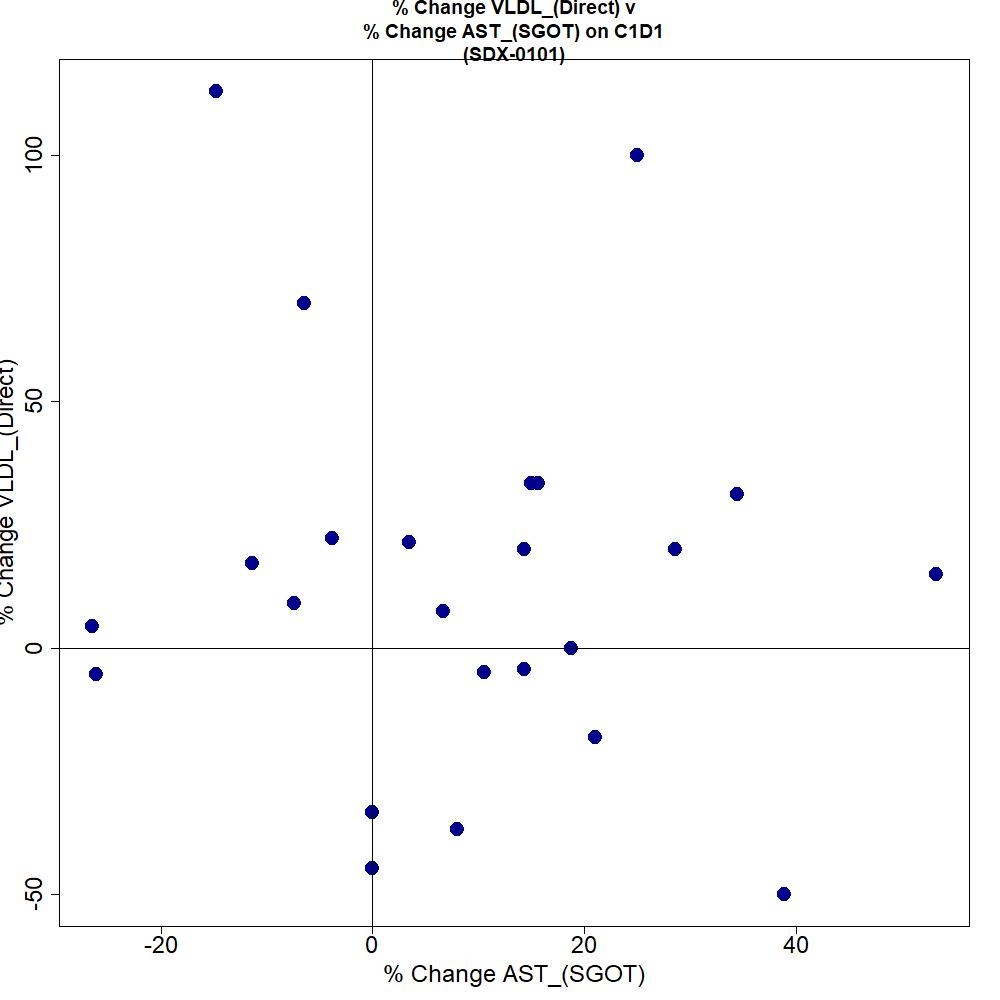 % Change VLDL_(Direct) v
% Change AST_(SGOT) on C1D1
(SDX-0101)
% Change VLDL_(Direct)
100
50
0
-50
-20
0
20
40
% Change AST_(SGOT)